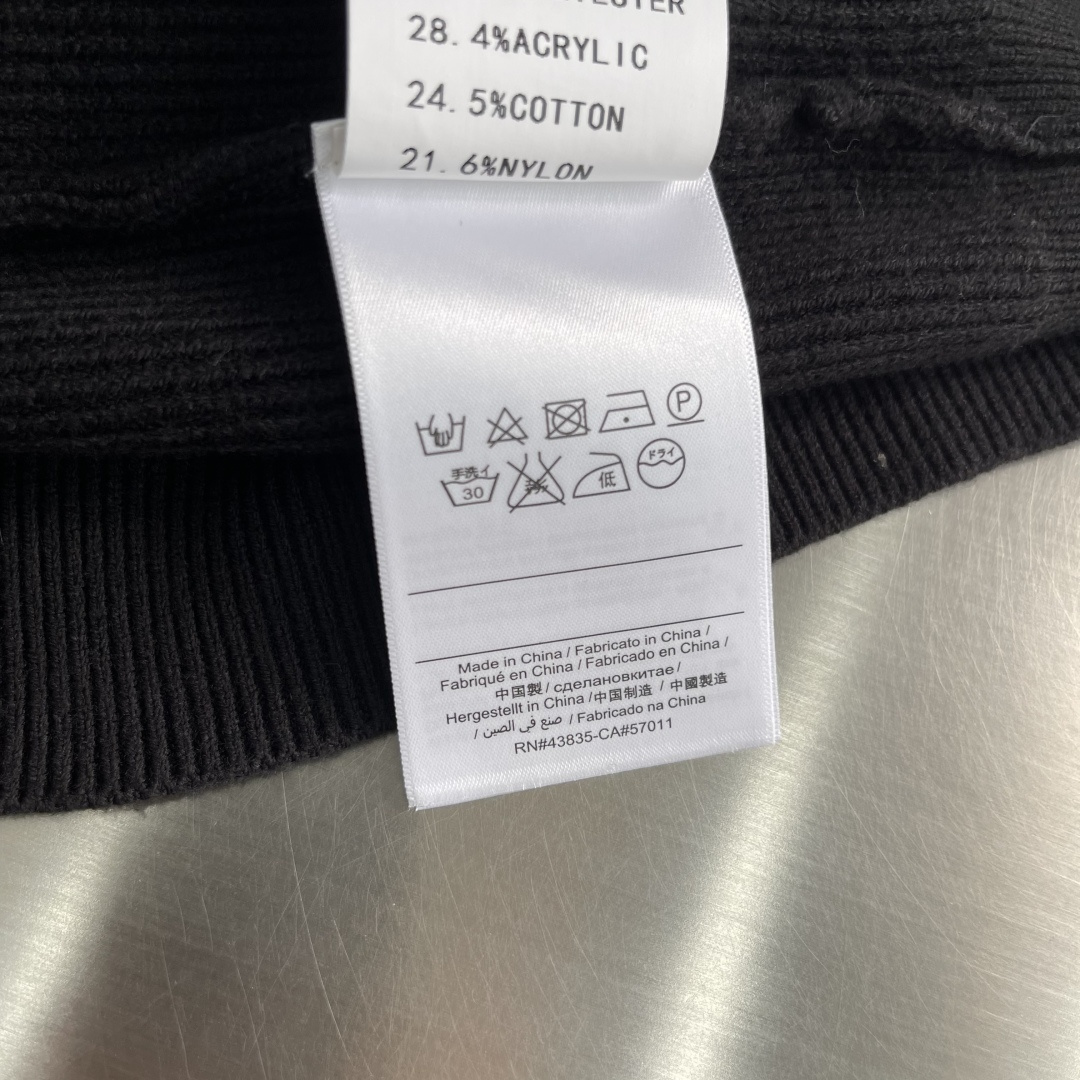 28.4%ACRYLIC
24.5%COTTON
21.6%NYLON
P
手洗イ
30
低
ドライ
Made in China / Fabricato in China /
Fabriqué en China / Fabricado en China /
中国製 / сделановкитае /
Hergestellt in China /中国制造 / 中國製造
/ صنع في الصين / Fabricado na China
RN#43835-CA#57011